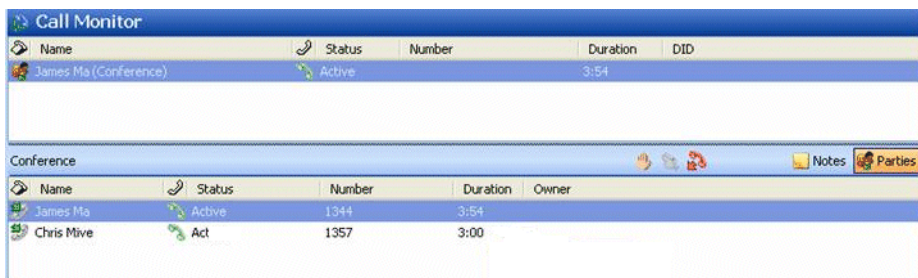 Call Monitor
Name Status Number Duration DID
James Ma (Conference) Active 3:54
Conference Notes Parties
Name Status Number Duration Owner
James Ma Active 1344 3:54
Chris Mive Act 1357 3:00